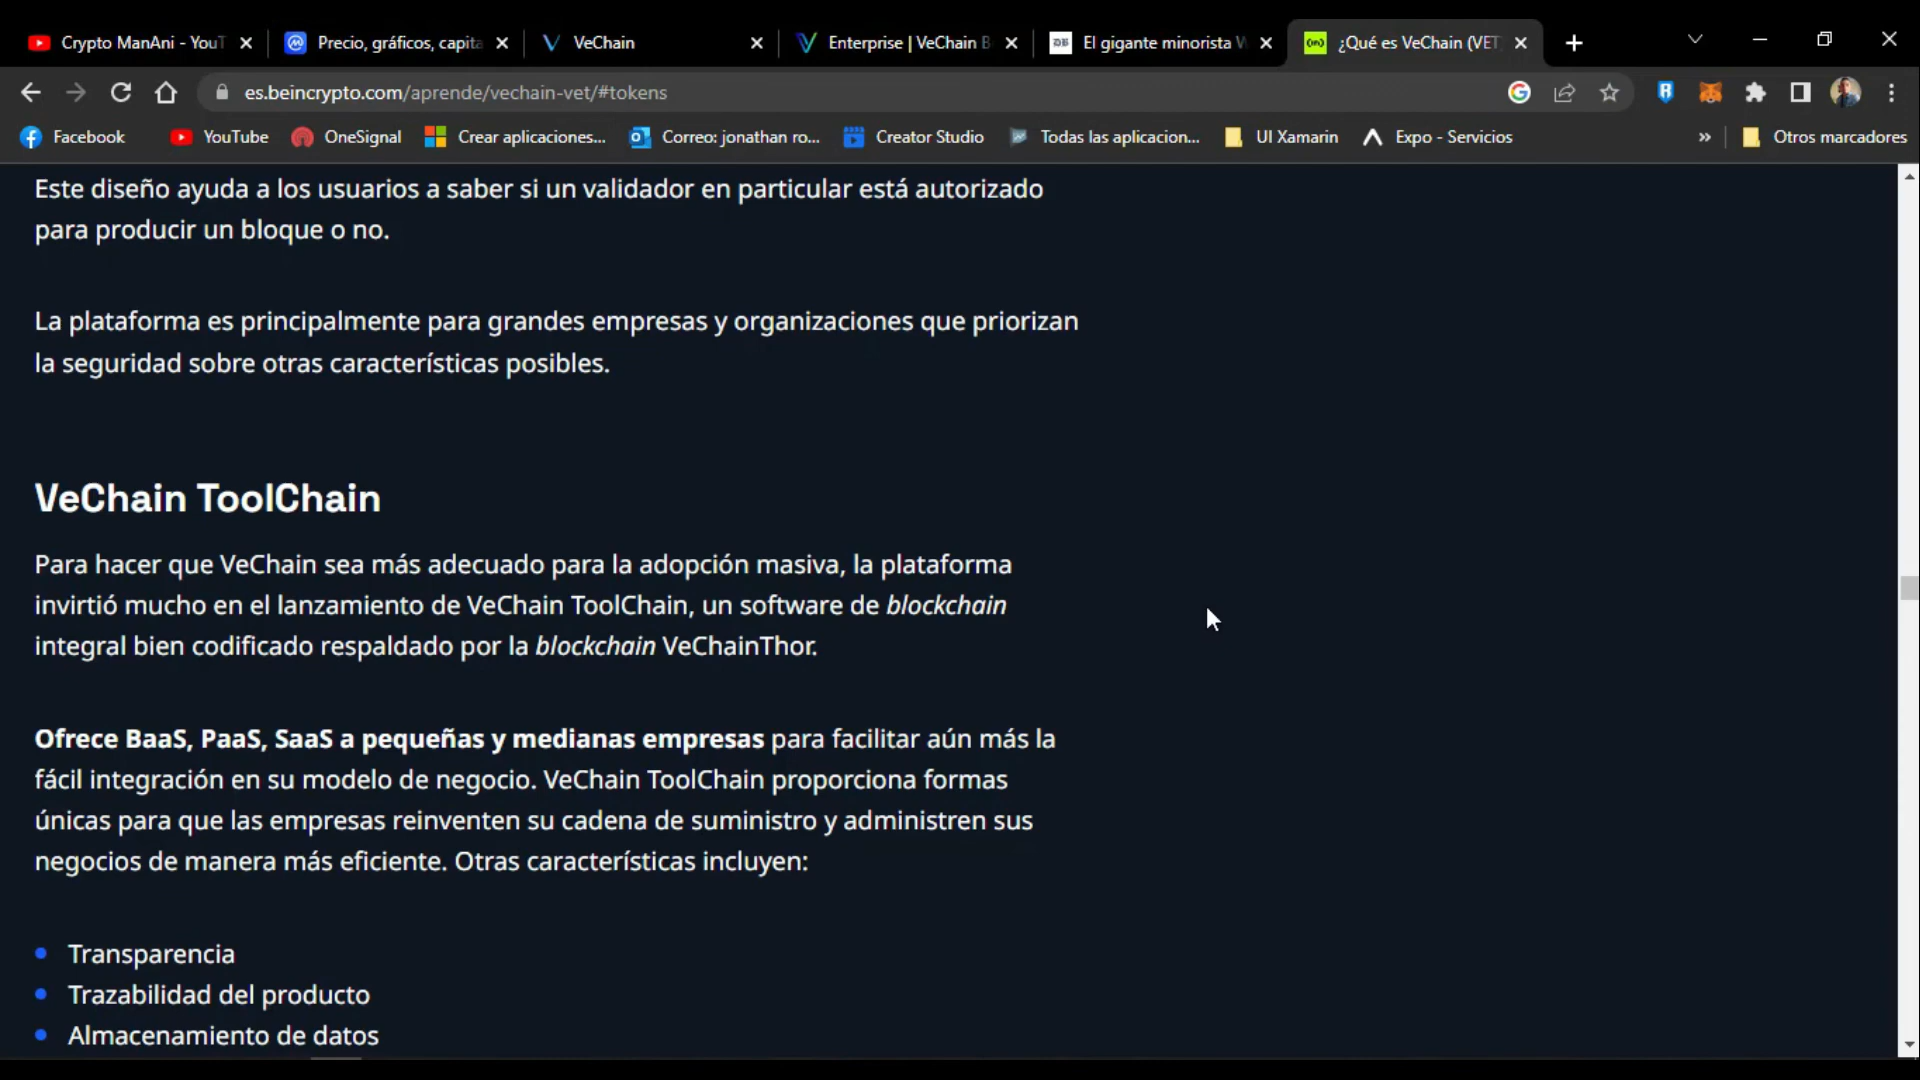 Crypto ManAni - YouT
Precio, gráficos, capita
VeChain
Enterprise | VeChain B
El gigante minorista W
¿Qué es VeChain (VET
es.beincrypto.com/aprende/vechain-vet/#tokens
Facebook
YouTube
OneSignal
Crear aplicaciones...
Correo: jonathan ro...
Creator Studio
Todas las aplicacion...
UI Xamarin
Expo - Servicios
»
Otros marcadores
Este diseño ayuda a los usuarios a saber si un validador en particular está autorizado
para producir un bloque o no.
La plataforma es principalmente para grandes empresas y organizaciones que priorizan
la seguridad sobre otras características posibles.
VeChain ToolChain
Para hacer que VeChain sea más adecuado para la adopción masiva, la plataforma
invirtió mucho en el lanzamiento de VeChain ToolChain, un software de blockchain
integral bien codificado respaldado por la blockchain VeChainThor.
Ofrece BaaS, PaaS, SaaS a pequeñas y medianas empresas para facilitar aún más la
fácil integración en su modelo de negocio. VeChain ToolChain proporciona formas
únicas para que las empresas reinventen su cadena de suministro y administren sus
negocios de manera más eficiente. Otras características incluyen:
Transparencia
Trazabilidad del producto
Almacenamiento de datos